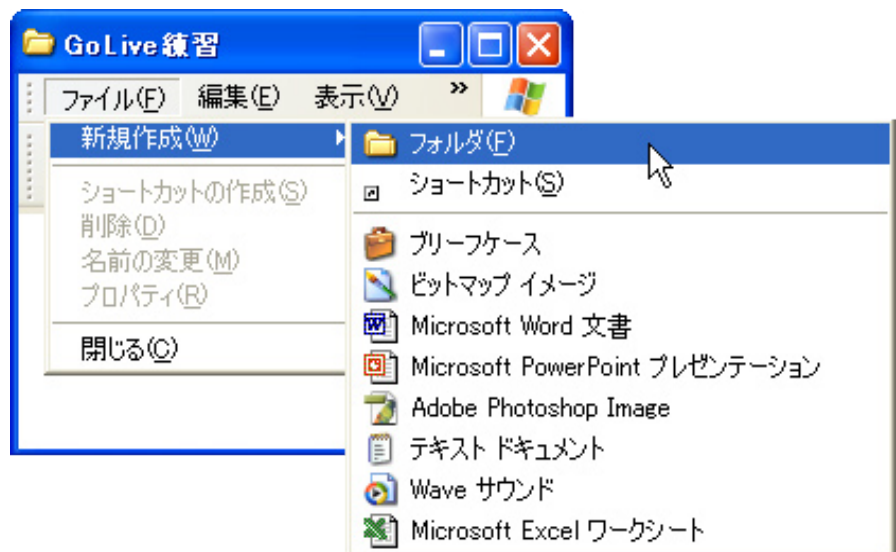 GoLive練習
ファイル(F) 編集(E) 表示(V) »
新規作成(W)
ショートカットの作成(S)
削除(D)
名前の変更(M)
プロパティ(R)
閉じる(C)
フォルダ(F)
ショートカット(S)
ブリーフケース
ビットマップ イメージ
Microsoft Word 文書
Microsoft PowerPoint プレゼンテーション
Adobe Photoshop Image
テキスト ドキュメント
Wave サウンド
Microsoft Excel ワークシート